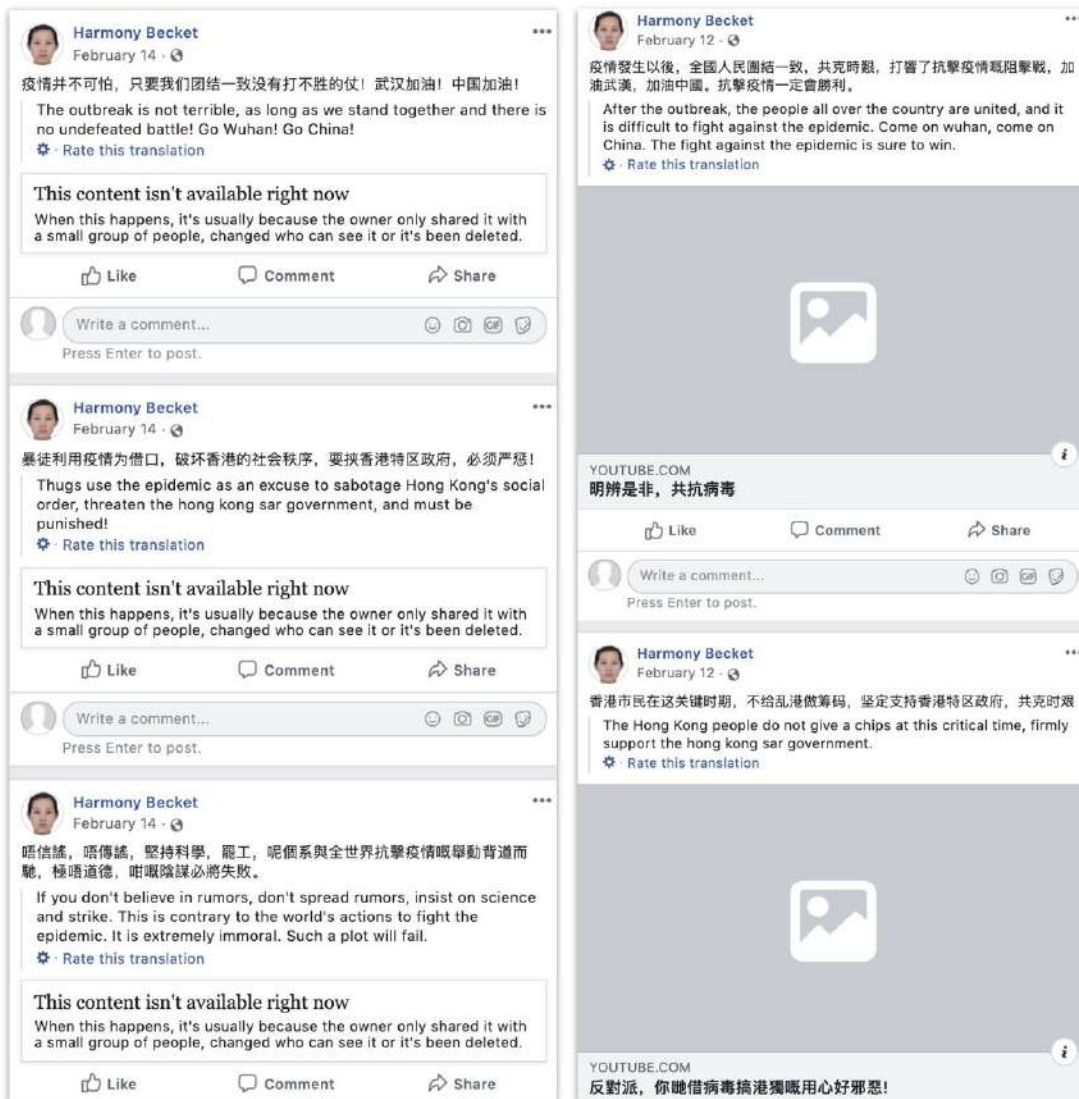 Harmony Becket
February 14
疫情并不可怕，只要我们团结一致没有打不胜的仗！武汉加油！中国加油！
The outbreak is not terrible, as long as we stand together and there is
no undefeated battle! Go Wuhan! Go China!
Rate this translation
This content isn't available right now
When this happens, it's usually because the owner only shared it with
a small group of people, changed who can see it or it's been deleted.
Like Comment Share
Write a comment...
GIF
Press Enter to post.
Harmony Becket
February 14
暴徒利用疫情为借口，破坏香港的社会秩序，要挟香港特区政府，必须严惩！
Thugs use the epidemic as an excuse to sabotage Hong Kong's social
order, threaten the hong kong sar government, and must be
punished!
Rate this translation
This content isn't available right now
When this happens, it's usually because the owner only shared it with
a small group of people, changed who can see it or it's been deleted.
Like Comment Share
Write a comment...
GIF
Press Enter to post.
Harmony Becket
February 14
唔信謠，唔傳謠，堅持科學，罷工，呢個系與全世界抗擊疫情嘅舉動背道而
馳，極唔道德，咁嘅陰謀必將失敗。
If you don't believe in rumors, don't spread rumors, insist on science
and strike. This is contrary to the world's actions to fight the
epidemic. It is extremely immoral. Such a plot will fail.
Rate this translation
This content isn't available right now
When this happens, it's usually because the owner only shared it with
a small group of people, changed who can see it or it's been deleted.
Like Comment Share
Harmony Becket
February 12
疫情發生以後，全國人民團結一致，共克時艱，打響了抗擊疫情嘅阻擊戰，加
油武漢，加油中國。抗擊疫情一定會勝利。
After the outbreak, the people all over the country are united, and it
is difficult to fight against the epidemic. Come on wuhan, come on
China. The fight against the epidemic is sure to win.
Rate this translation
YOUTUBE.COM
明辨是非，共抗病毒
Like Comment Share
Write a comment...
GIF
Press Enter to post.
Harmony Becket
February 12
香港市民在这关键时期，不给乱港做筹码，坚定支持香港特区政府，共克时艰
The Hong Kong people do not give a chips at this critical time, firmly
support the hong kong sar government.
Rate this translation
YOUTUBE.COM
反對派，你哋借病毒搞港獨嘅用心好邪惡！